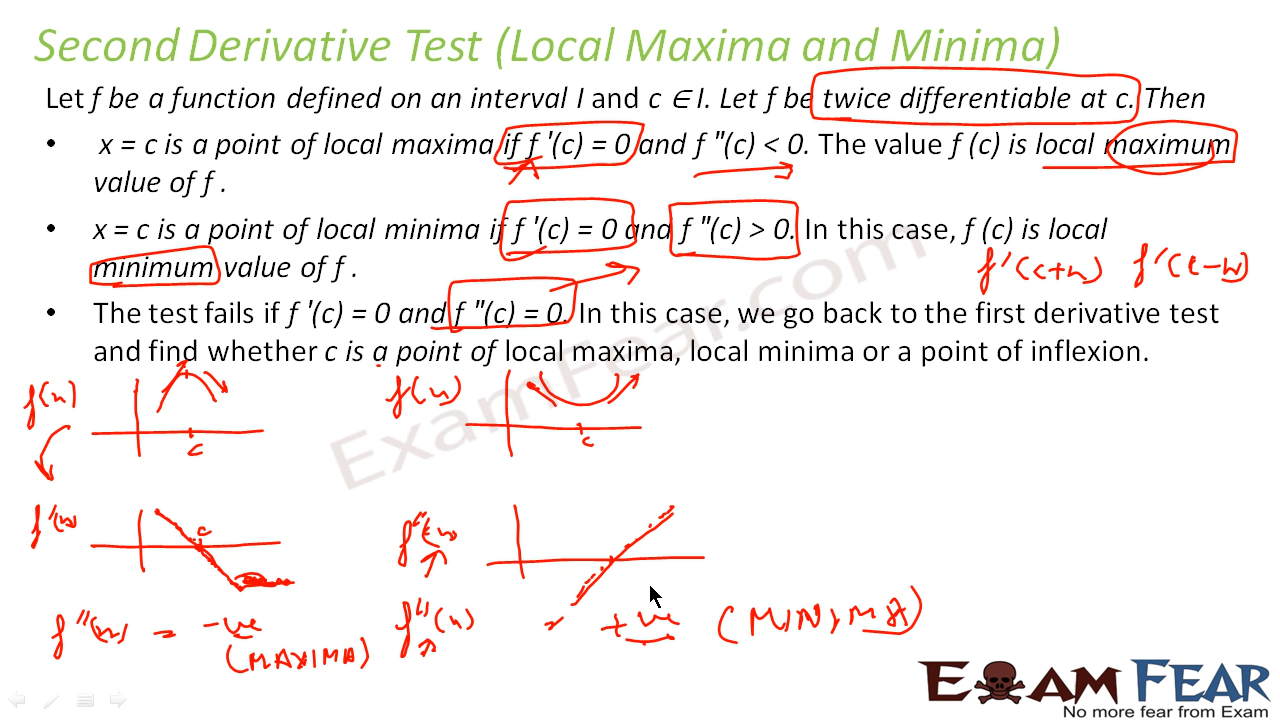 Second Derivative Test (Local Maxima and Minima)
Let f be a function defined on an interval I and c ∈ I. Let f be twice differentiable at c. Then
• x = c is a point of local maxima if f '(c) = 0 and f "(c) < 0. The value f (c) is local maximum
value of f .
• x = c is a point of local minima if f '(c) = 0 and f "(c) > 0. In this case, f (c) is local
minimum value of f .
f'(c+h) f'(c-h)
• The test fails if f '(c) = 0 and f "(c) = 0. In this case, we go back to the first derivative test
and find whether c is a point of local maxima, local minima or a point of inflexion.
ExamFear.com
f(x) c
f(x) c
f'(x) c
f'(x)
f"(x) = -ve
(MAXIMA)
f"(x) = +ve (MINIMA)
EXAM FEAR
No more fear from Exam